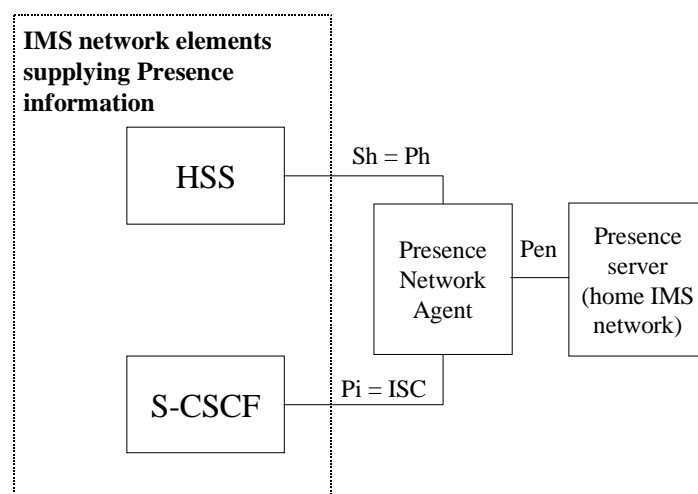 IMS network elements
supplying Presence
information
HSS
Sh = Ph
Presence
Network
Agent
Pen
Presence
server
(home IMS
network)
S-CSCF
Pi = ISC